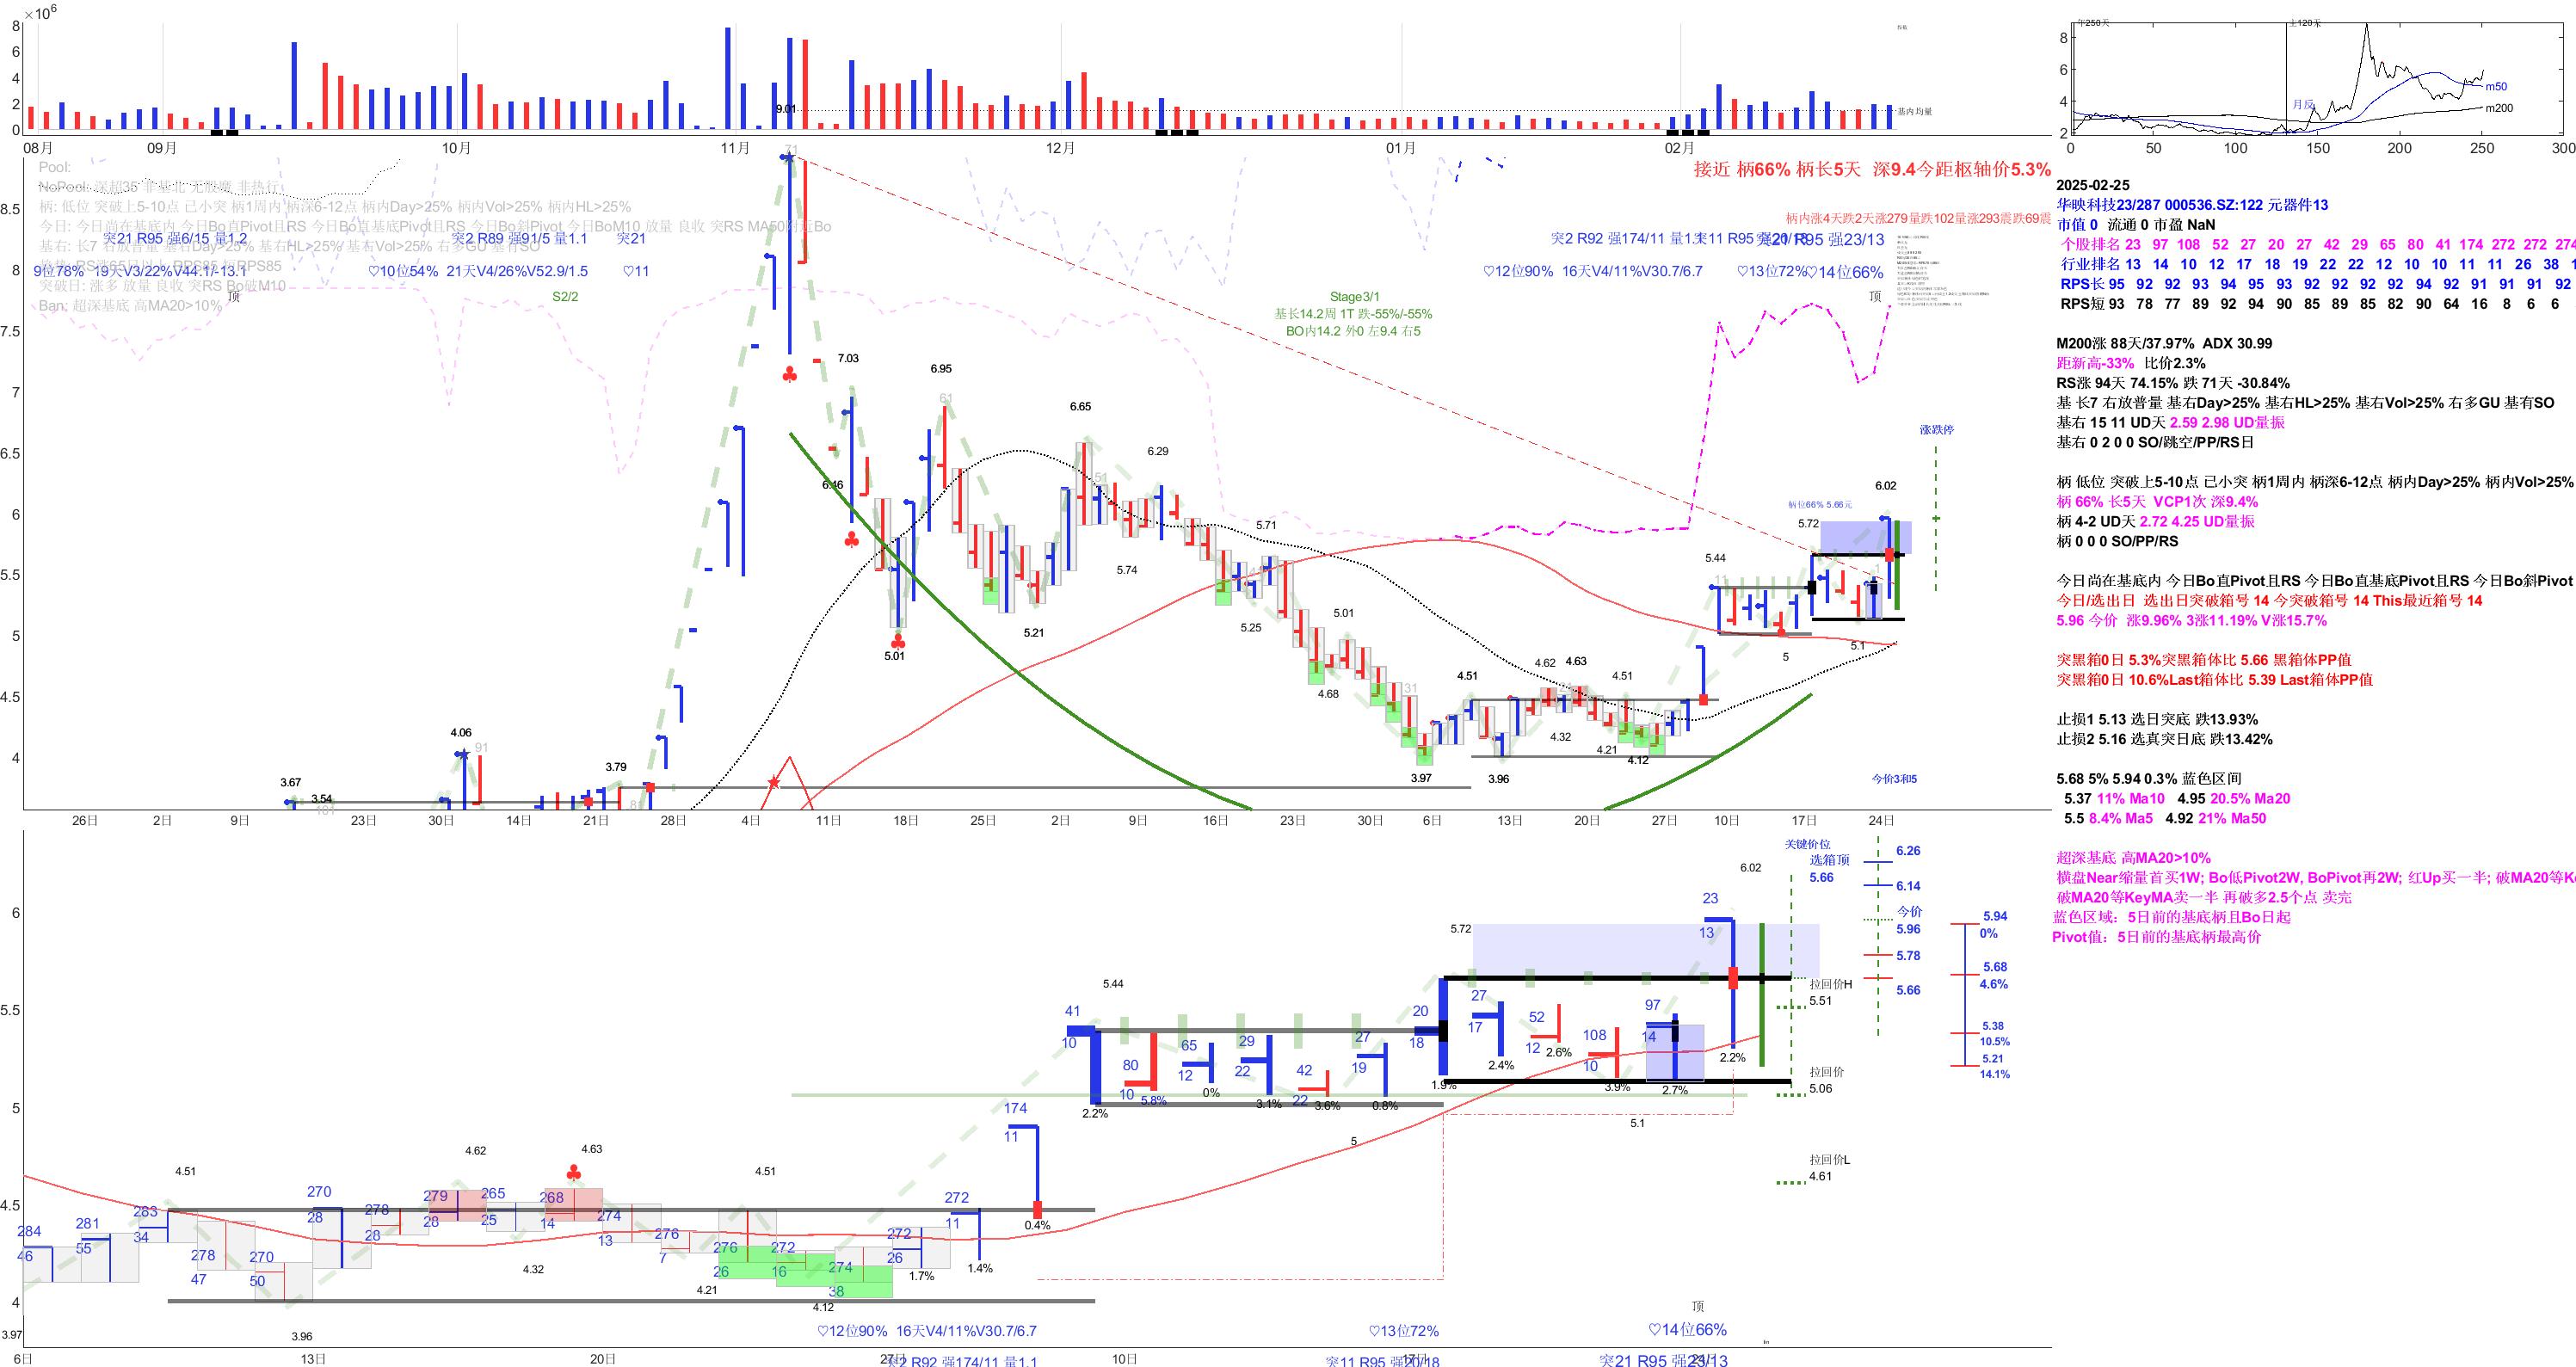 ×10⁶
8
6
4
2
0
08月 09月 10月 11月 12月 01月 02月
9.01
基内均量
年250天
上120天
月反
m50
m200
8
6
4
2
0 50 100 150 200 250 300
接近 柄66% 柄长5天 深9.4今距枢轴价5.3%
柄内涨4天跌2天涨279量跌102量涨293震跌69震
Pool:
NoPool: 深超35 非基北 无股癜 非热行
柄: 低位 突破上5-10点 已小突 柄1周内 柄深6-12点 柄内Day>25% 柄内Vol>25% 柄内HL>25%
今日: 今日尚在基底内 今日Bo直Pivot且RS 今日Bo直基底Pivot且RS 今日Bo斜Pivot 今日BoM10 放量 良收 突RS MA50附近Bo
基右: 长7 右放普量 基右Day>25% 基右HL>25% 基右Vol>25% 右多GU 基有SO
突破日: 涨多 放量 良收 突RS Bo破M10
Ban: 超深基底 高MA20>10%
突21 R95 强6/15 量1.2
突2 R89 强91/5 量1.1
突21
突2 R92 强174/11 量1.1
突11 R95 强20/18
突21 R95 强23/13
9位78% 19天V3/22%V44.1/-13.1
♡10位54% 21天V4/26%V52.9/1.5
♡11
♡12位90% 16天V4/11%V30.7/6.7
♡13位72%
♡14位66%
顶
S2/2
顶
Stage3/1
基长14.2周 1T 跌-55%/-55%
BO内14.2 外0 左9.4 右5
8.5
8
7.5
7
6.5
6
5.5
5
4.5
4
71
7.03
6.95
61
6.65
51
6.46
6.29
5.71
5.74
5.21
5.01
5.25
5.01
4.68
31
4.51
4.62
4.63
4.51
4.32
4.21
4.12
3.97
3.96
3.67
3.54
4.06
91
3.79
81
5.44
11
5.72
5
5.1
6.02
柄位66% 5.66元
涨跌停
今价3和5
26日 2日 9日 23日 30日 14日 21日 28日 4日 11日 18日 25日 2日 9日 16日 23日 30日 6日 13日 20日 27日 10日 17日 24日
2025-02-25
华映科技23/287 000536.SZ:122 元器件13
市值 0 流通 0 市盈 NaN
个股排名 23 97 108 52 27 20 27 42 29 65 80 41 174 272 272 274
行业排名 13 14 10 12 17 18 19 22 22 12 10 10 11 11 26 38 1
RPS长 95 92 92 93 94 95 93 92 92 92 92 94 92 91 91 91 92
RPS短 93 78 77 89 92 94 90 85 89 85 82 90 64 16 8 6 6
M200涨 88天/37.97% ADX 30.99
距新高-33% 比价2.3%
RS涨 94天 74.15% 跌 71天 -30.84%
基 长7 右放普量 基右Day>25% 基右HL>25% 基右Vol>25% 右多GU 基有SO
基右 15 11 UD天 2.59 2.98 UD量振
基右 0 2 0 0 SO/跳空/PP/RS日
柄 低位 突破上5-10点 已小突 柄1周内 柄深6-12点 柄内Day>25% 柄内Vol>25%
柄 66% 长5天 VCP1次 深9.4%
柄 4-2 UD天 2.72 4.25 UD量振
柄 0 0 0 SO/PP/RS
今日尚在基底内 今日Bo直Pivot且RS 今日Bo直基底Pivot且RS 今日Bo斜Pivot
今日/选出日 选出日突破箱号 14 今突破箱号 14 This最近箱号 14
5.96 今价 涨9.96% 3涨11.19% V涨15.7%
突黑箱0日 5.3%突黑箱体比 5.66 黑箱体PP值
突黑箱0日 10.6%Last箱体比 5.39 Last箱体PP值
止损1 5.13 选日突底 跌13.93%
止损2 5.16 选真突日底 跌13.42%
5.68 5% 5.94 0.3% 蓝色区间
5.37 11% Ma10 4.95 20.5% Ma20
5.5 8.4% Ma5 4.92 21% Ma50
超深基底 高MA20>10%
横盘Near缩量首买1W; Bo低Pivot2W, BoPivot再2W; 红Up买一半; 破MA20等Ke
破MA20等KeyMA卖一半 再破多2.5个点 卖完
蓝色区域：5日前的基底柄且Bo日起
Pivot值：5日前的基底柄最高价
6
5.5
5
4.5
4
284
46
281
55
283
34
4.51
278
47
270
50
270
28
278
28
279
28
4.62
265
25
268
14
4.63
274
13
276
7
276
26
4.51
272
16
274
38
272
26
1.7%
272
11
1.4%
174
11
0.4%
41
10
2.2%
5.44
80
10
5.8%
65
12
0%
29
22
3.1%
42
22
3.6%
27
19
0.8%
20
18
1.9%
5.72
27
17
2.4%
52
12
2.6%
108
10
3.9%
97
14
2.7%
23
13
2.2%
6.02
5
5.1
4.32
4.21
4.12
3.97
3.96
关键价位
选箱顶
5.66
6.26
6.14
今价
5.96
5.78
5.66
拉回价H
5.51
拉回价
5.06
拉回价L
4.61
5.94
0%
5.68
4.6%
5.38
10.5%
5.21
14.1%
顶
♡12位90% 16天V4/11%V30.7/6.7
♡13位72%
♡14位66%
6日 13日 20日 27日 10日 17日 24日
突2 R92 强174/11 量1.1
突11 R95 强20/18
突21 R95 强23/13